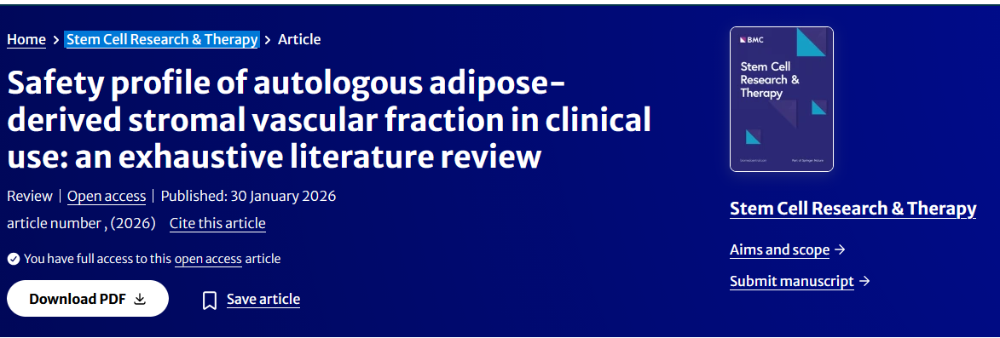 Home > Stem Cell Research & Therapy > Article
Safety profile of autologous adipose-
derived stromal vascular fraction in clinical
use: an exhaustive literature review
Review | Open access | Published: 30 January 2026
article number , (2026) Cite this article
You have full access to this open access article
Download PDF
Save article
BMC
Stem Cell
Research &
Therapy
Part of Springer Nature
Stem Cell Research & Therapy
Aims and scope →
Submit manuscript →